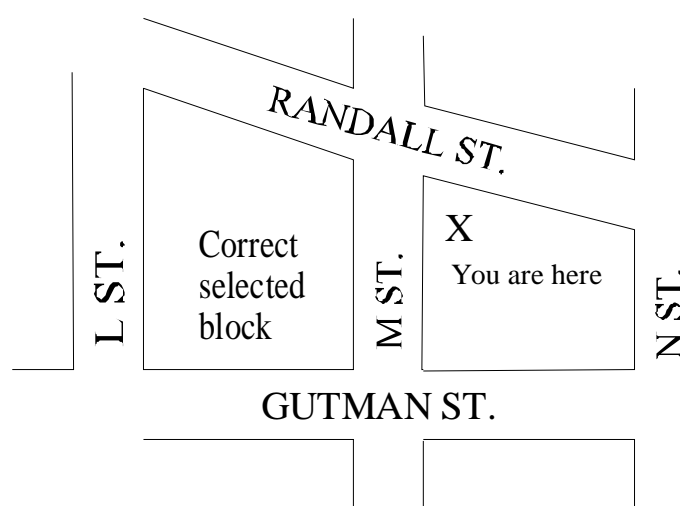 RANDALL ST.
X
You are here
Correct
selected
block
L ST.
M ST.
N ST.
GUTMAN ST.